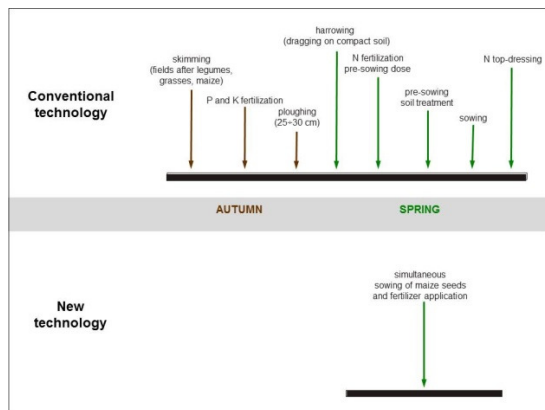 Conventional
technology
skimming
(fields after legumes,
grasses, maize)
P and K fertilization
ploughing
(25÷30 cm)
harrowing
(dragging on compact soil)
N fertilization
pre-sowing dose
pre-sowing
soil treatment
sowing
N top-dressing
AUTUMN
SPRING
New
technology
simultaneous
sowing of maize seeds
and fertilizer application